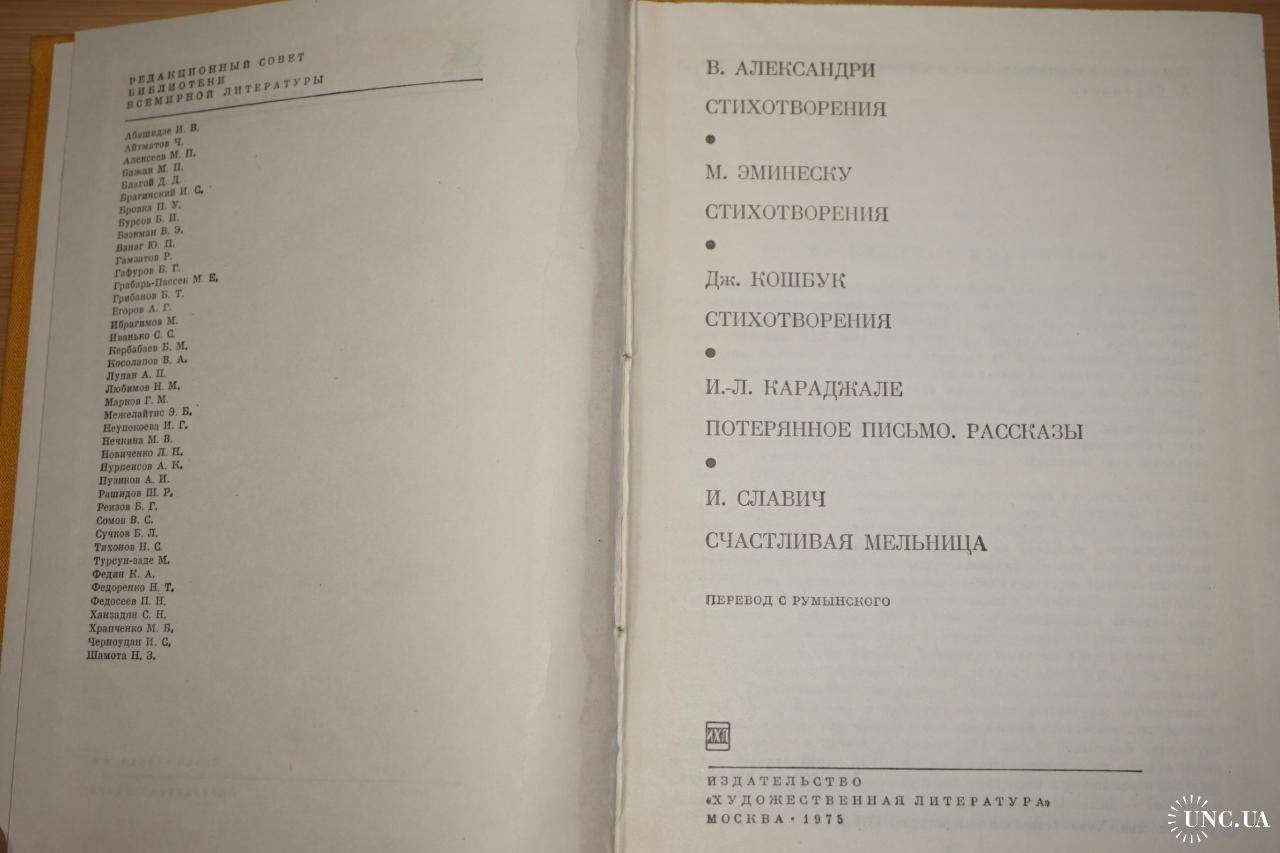 РЕДАКЦИОННЫЙ СОВЕТ
БИБЛИОТЕКИ
ВСЕМИРНОЙ ЛИТЕРАТУРЫ
Абашидзе И. В.
Айтматов Ч.
Алексеев М. П.
Бажан М. П.
Благой Д. Д.
Брагинский И. С.
Бровка П. У.
Бурсов Б. И.
Бээкман В. Э.
Ванаг Ю. П.
Гамзатов Р.
Гафуров Б. Г.
Грабарь-Пассек М. Е.
Грибанов Б. Т.
Егоров А. Г.
Ибрагимов М.
Иванько С. С.
Кербабаев Б. М.
Косолапов В. А.
Лупан А. П.
Любимов Н. М.
Марков Г. М.
Межелайтис Э. Б.
Неупокоева И. Г.
Нечкина М. В.
Новиченко Л. Н.
Нурпеисов А. К.
Пузиков А. И.
Рашидов Ш. Р.
Реизов Б. Г.
Сомов В. С.
Сучков Б. Л.
Тихонов Н. С.
Турсун-заде М.
Федин К. А.
Федоренко Н. Т.
Федосеев П. Н.
Ханзадян С. Н.
Храпченко М. Б.
Черноуцан И. С.
Шамота Н. З.
В. АЛЕКСАНДРИ
СТИХОТВОРЕНИЯ
•
М. ЭМИНЕСКУ
СТИХОТВОРЕНИЯ
•
Дж. КОШБУК
СТИХОТВОРЕНИЯ
•
И.-Л. КАРАДЖАЛЕ
ПОТЕРЯННОЕ ПИСЬМО. РАССКАЗЫ
•
И. СЛАВИЧ
СЧАСТЛИВАЯ МЕЛЬНИЦА
ПЕРЕВОД С РУМЫНСКОГО
ИХЛ
ИЗДАТЕЛЬСТВО
«ХУДОЖЕСТВЕННАЯ ЛИТЕРАТУРА»
МОСКВА • 1975
UNC.UA